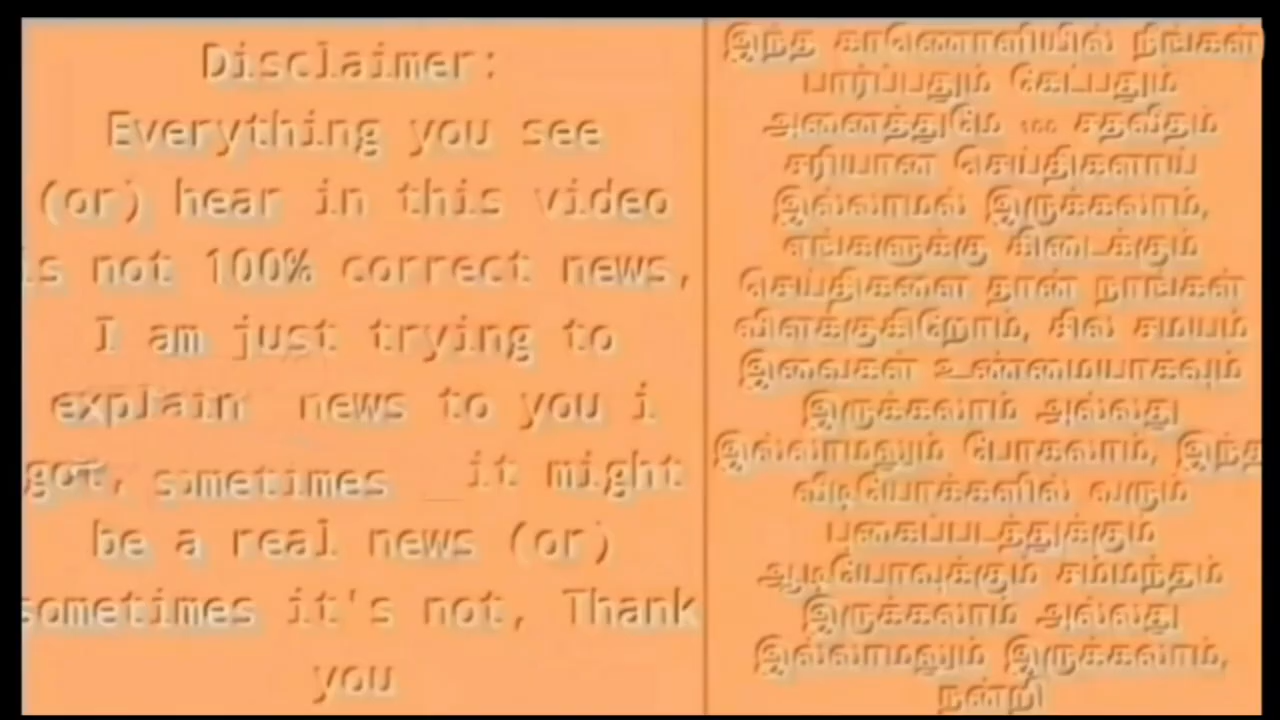 Disclaimer:
Everything you see
(or) hear in this video
is not 100% correct news,
I am just trying to
explain news to you i
got, sometimes __it might
be a real news (or)
sometimes it's not, Thank
you
இந்த காணொளியில் நீங்கள்
பார்ப்பதும் கேட்பதும்
அனைத்துமே 100 சதவீதம்
சரியான செய்திகளாய்
இல்லாமல் இருக்கலாம்,
எங்களுக்கு கிடைக்கும்
செய்திகளை தான் நாங்கள்
விளக்குகிறோம், சில சமயம்
இவைகள் உண்மையாகவும்
இருக்கலாம் அல்லது
இல்லாமலும் போகலாம், இந்த
வீடியோக்களில் வரும்
புகைப்படத்துக்கும்
ஆடியோவுக்கும் சம்மந்தம்
இருக்கலாம் அல்லது
இல்லாமலும் இருக்கலாம்,
நன்றி